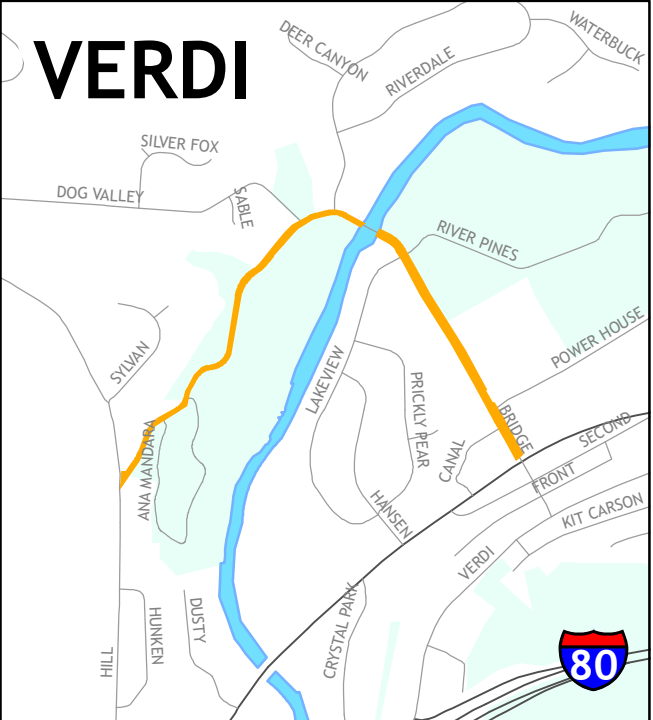 VERDI
DEER CANYON
WATERBUCK
RIVERDALE
SILVER FOX
DOG VALLEY
SABLE
RIVER PINES
POWER HOUSE
SYLVAN
LAKEVIEW
PRICKLY PEAR
BRIDGE
SECOND
ANA MANDARA
CANAL
FRONT
HANSEN
KIT CARSON
VERDI
CRYSTAL PARK
DUSTY
HUNKEN
HILL
80